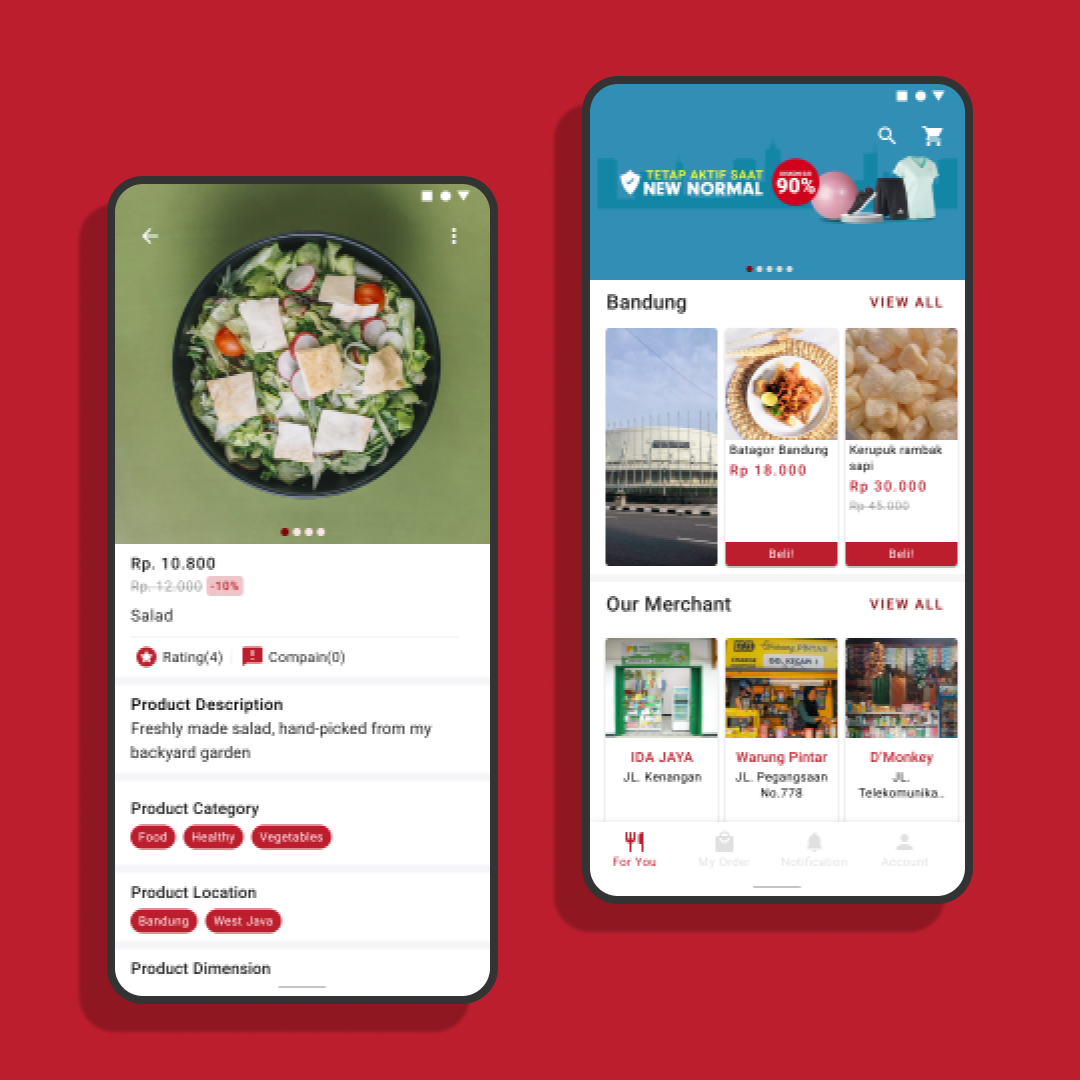 Rp. 10.800
Rp. 12.000 -10%
Salad
Rating(4) Compain(0)
Product Description
Freshly made salad, hand-picked from my
backyard garden
Product Category
Food Healthy Vegetables
Product Location
Bandung West Java
Product Dimension
TETAP AKTIF SAAT
NEW NORMAL
90%
Bandung VIEW ALL
Batagor Bandung
Rp 18.000
Beli!
Kerupuk rambak
sapi
Rp 30.000
Rp 45.000
Beli!
Our Merchant VIEW ALL
IDA JAYA
JL. Kenangan
Warung Pintar
JL. Pegangsaan
No.778
D'Monkey
JL.
Telekomunika..
For You My Order Notification Account